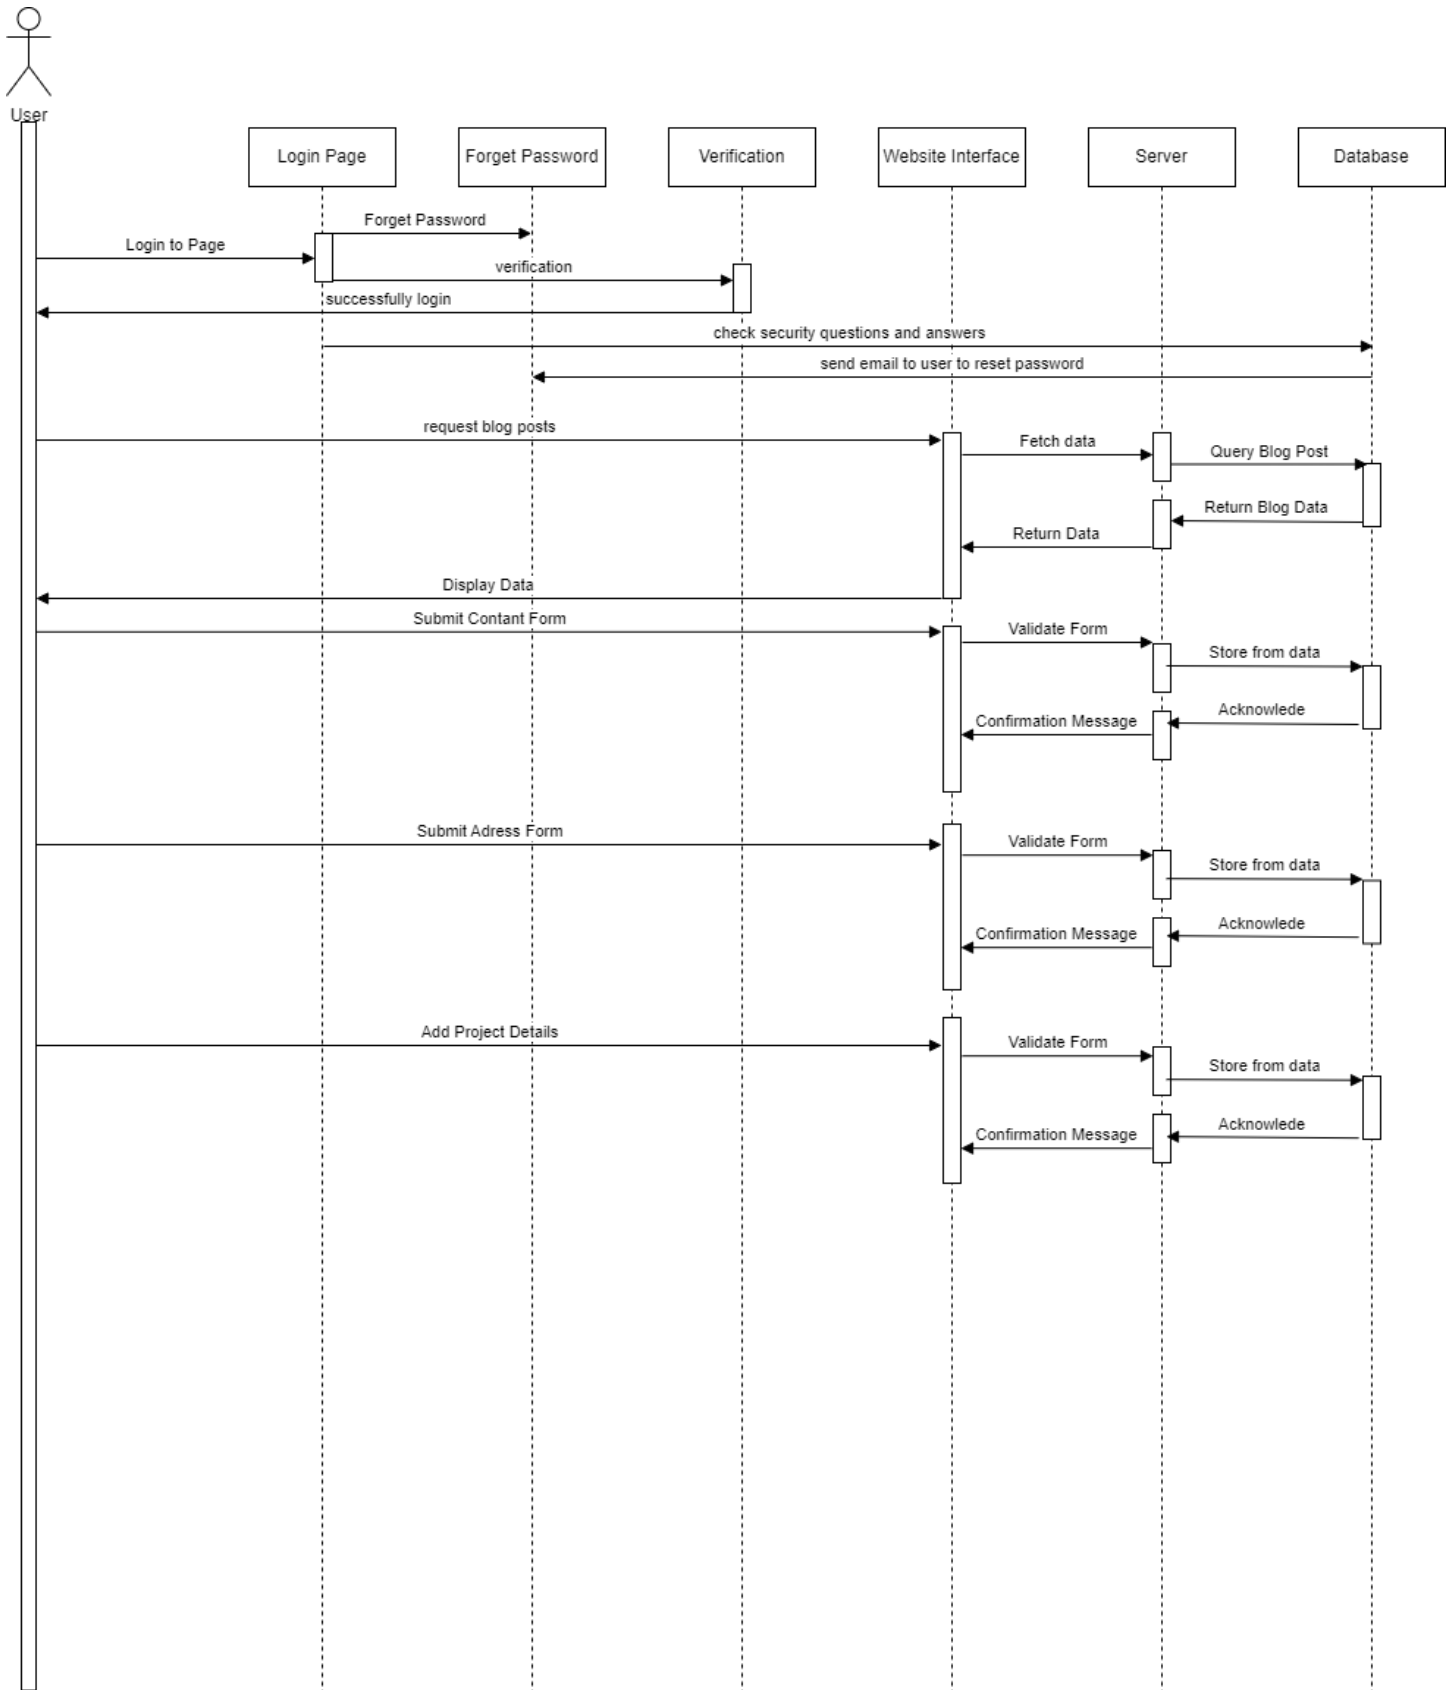 User
Login Page
Forget Password
Verification
Website Interface
Server
Database
Forget Password
Login to Page
verification
successfully login
check security questions and answers
send email to user to reset password
request blog posts
Fetch data
Query Blog Post
Return Blog Data
Return Data
Display Data
Submit Contant Form
Validate Form
Store from data
Acknowlede
Confirmation Message
Submit Adress Form
Validate Form
Store from data
Acknowlede
Confirmation Message
Add Project Details
Validate Form
Store from data
Acknowlede
Confirmation Message